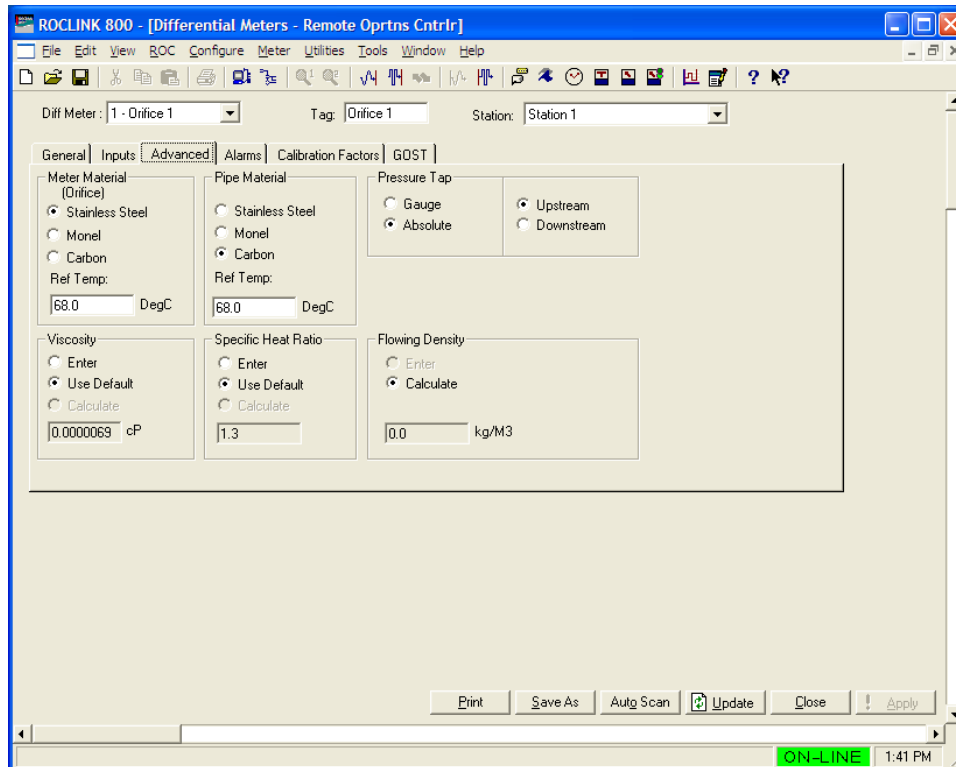 ROCLINK 800 - [Differential Meters - Remote Oprtns Cntrlr]
File Edit View ROC Configure Meter Utilities Tools Window Help
Diff Meter : 1 - Orifice 1 Tag: Orifice 1 Station: Station 1
General Inputs Advanced Alarms Calibration Factors GOST
Meter Material Pipe Material Pressure Tap
(Orifice)
Stainless Steel Stainless Steel Gauge Upstream
Monel Monel Absolute Downstream
Carbon Carbon
Ref Temp: Ref Temp:
68.0 DegC 68.0 DegC
Viscosity Specific Heat Ratio Flowing Density
Enter Enter Enter
Use Default Use Default Calculate
Calculate Calculate
0.0000069 cP 1.3 0.0 kg/M3
Print Save As Auto Scan Update Close ! Apply
ON-LINE 1:41 PM